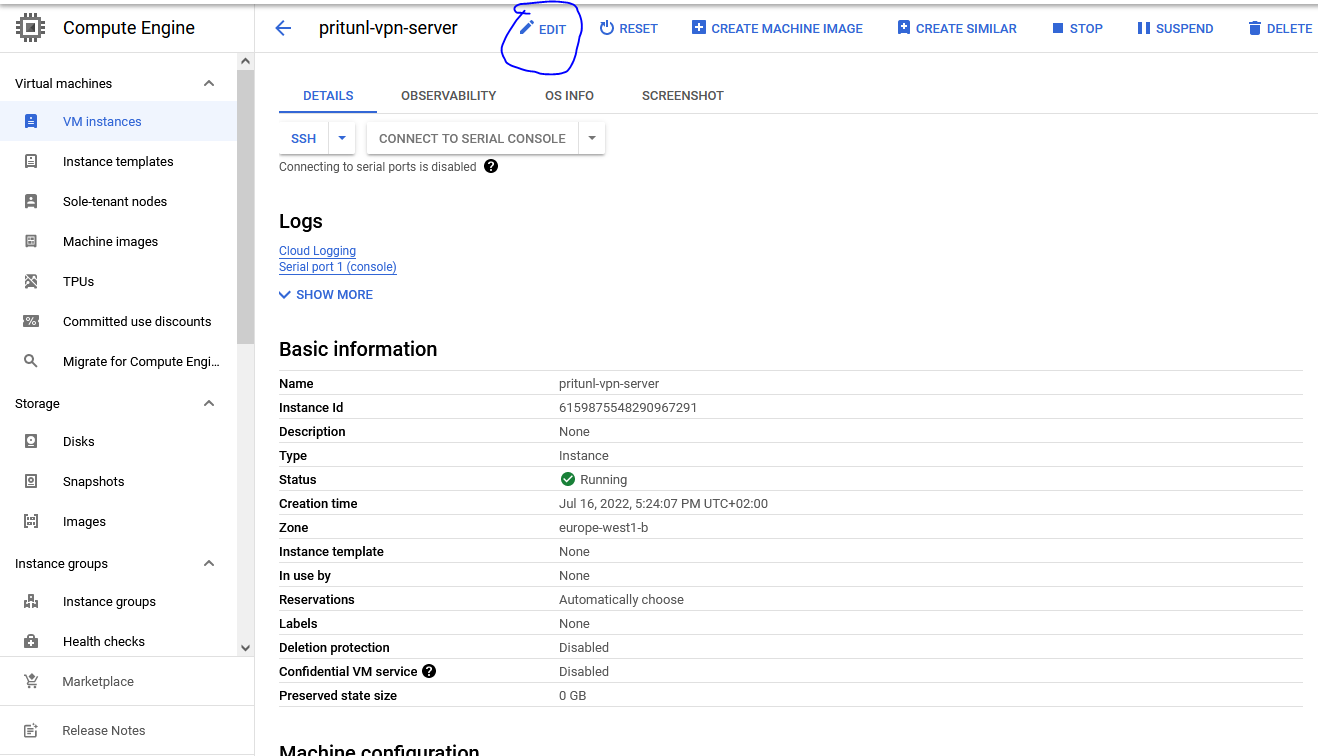 Compute Engine
pritunl-vpn-server
EDIT
RESET
CREATE MACHINE IMAGE
CREATE SIMILAR
STOP
SUSPEND
DELETE
Virtual machines
VM instances
Instance templates
Sole-tenant nodes
Machine images
TPUs
Committed use discounts
Migrate for Compute Engi...
Storage
Disks
Snapshots
Images
Instance groups
Instance groups
Health checks
Marketplace
Release Notes
DETAILS
OBSERVABILITY
OS INFO
SCREENSHOT
SSH
CONNECT TO SERIAL CONSOLE
Connecting to serial ports is disabled ?
Logs
Cloud Logging
Serial port 1 (console)
SHOW MORE
Basic information
Name pritunl-vpn-server
Instance Id 6159875548290967291
Description None
Type Instance
Status Running
Creation time Jul 16, 2022, 5:24:07 PM UTC+02:00
Zone europe-west1-b
Instance template None
In use by None
Reservations Automatically choose
Labels None
Deletion protection Disabled
Confidential VM service ? Disabled
Preserved state size 0 GB
Machine configuration